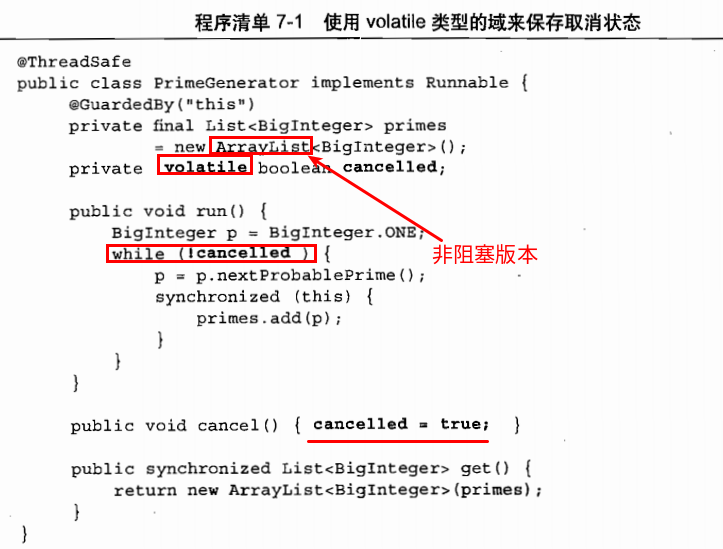 程序清单 7-1 使用 volatile 类型的域来保存取消状态
@ThreadSafe
public class PrimeGenerator implements Runnable {
@GuardedBy("this")
private final List<BigInteger> primes
= new ArrayList<BigInteger>();
private volatile boolean cancelled;
public void run() {
BigInteger p = BigInteger.ONE;
while (!cancelled ) {
非阻塞版本
p = p.nextProbablePrime();
synchronized (this) {
primes.add(p);
}
}
}
public void cancel() { cancelled = true; }
public synchronized List<BigInteger> get() {
return new ArrayList<BigInteger>(primes);
}
}